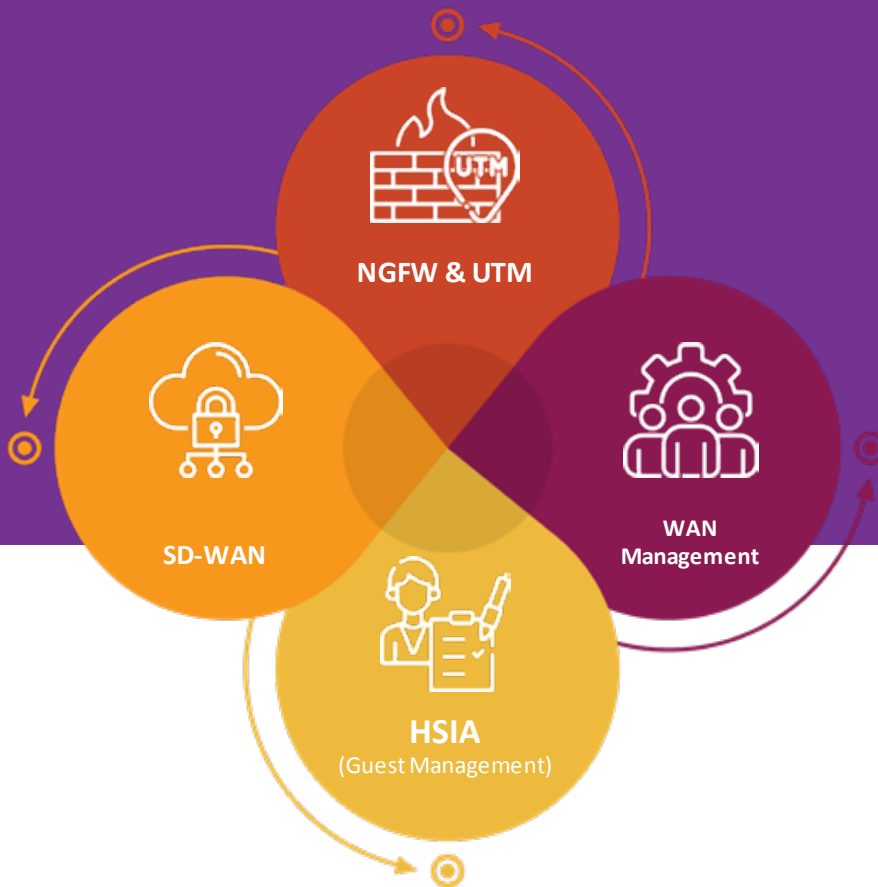 UTM
NGFW & UTM
SD-WAN
WAN
Management
HSIA
(Guest Management)